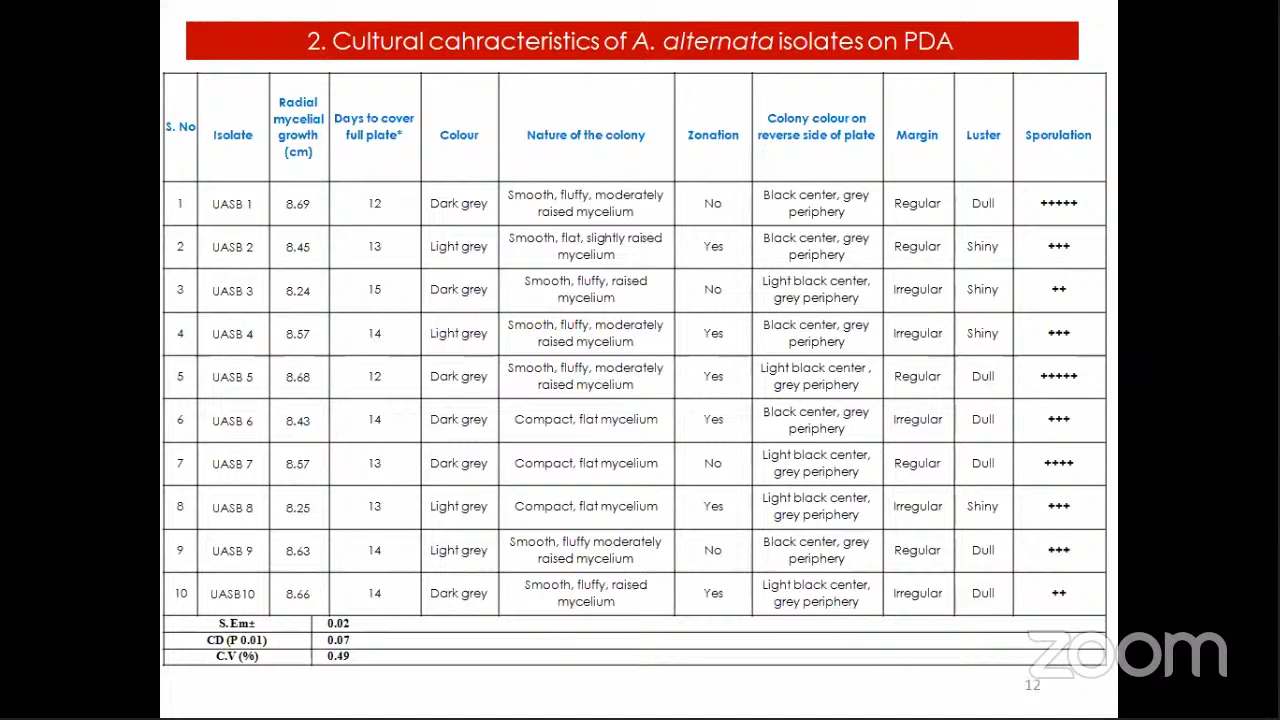 2. Cultural cahracteristics of A. alternata isolates on PDA
S. No Isolate Radial mycelial growth (cm) Days to cover full plate* Colour Nature of the colony Zonation Colony colour on reverse side of plate Margin Luster Sporulation
1 UASB 1 8.69 12 Dark grey Smooth, fluffy, moderately raised mycelium No Black center, grey periphery Regular Dull +++++
2 UASB 2 8.45 13 Light grey Smooth, flat, slightly raised mycelium Yes Black center, grey periphery Regular Shiny +++
3 UASB 3 8.24 15 Dark grey Smooth, fluffy, raised mycelium No Light black center, grey periphery Irregular Shiny ++
4 UASB 4 8.57 14 Light grey Smooth, fluffy, moderately raised mycelium Yes Black center, grey periphery Irregular Shiny +++
5 UASB 5 8.68 12 Dark grey Smooth, fluffy, moderately raised mycelium Yes Light black center , grey periphery Regular Dull +++++
6 UASB 6 8.43 14 Dark grey Compact, flat mycelium Yes Black center, grey periphery Irregular Dull +++
7 UASB 7 8.57 13 Dark grey Compact, flat mycelium No Light black center, grey periphery Regular Dull ++++
8 UASB 8 8.25 13 Light grey Compact, flat mycelium Yes Light black center, grey periphery Irregular Shiny +++
9 UASB 9 8.63 14 Light grey Smooth, fluffy moderately raised mycelium No Black center, grey periphery Regular Dull +++
10 UASB10 8.66 14 Dark grey Smooth, fluffy, raised mycelium Yes Light black center, grey periphery Irregular Dull ++
S.Em± 0.02
CD (P 0.01) 0.07
C.V (%) 0.49
zoom
12